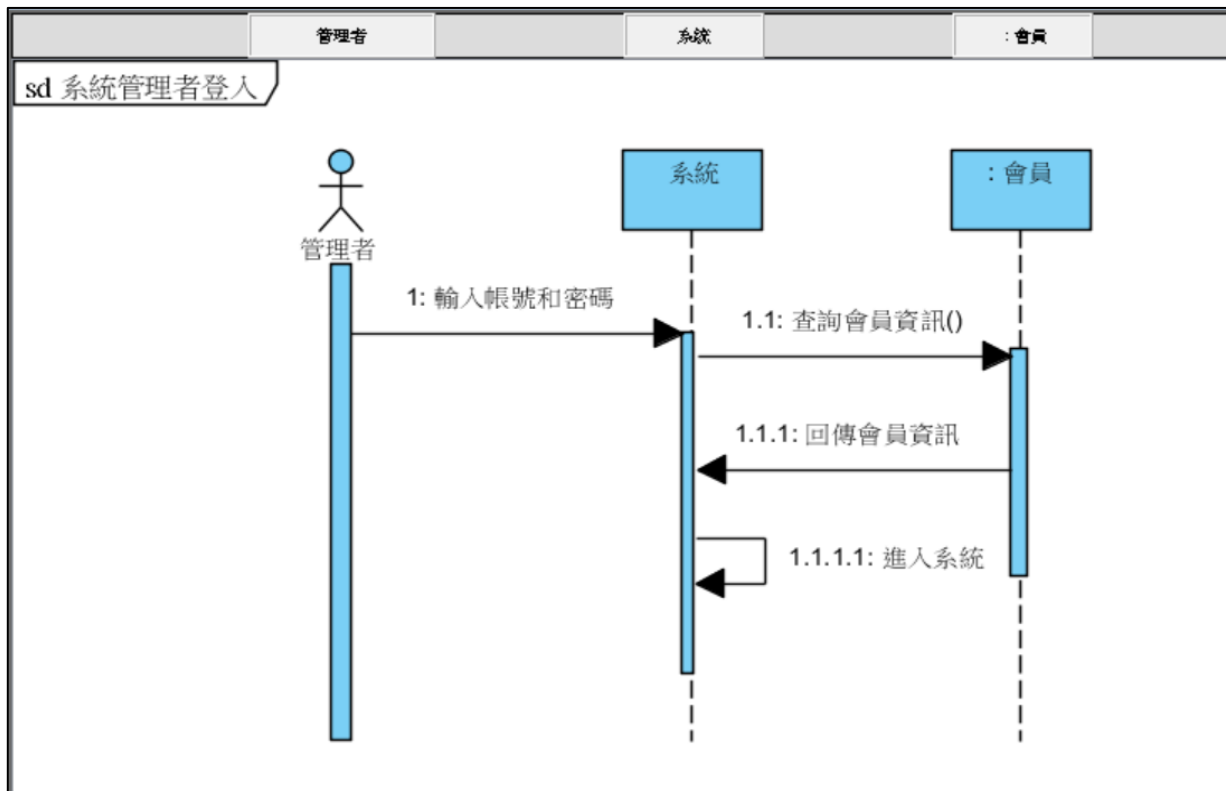 管理者
系統
: 會員
sd 系統管理者登入
系統
: 會員
管理者
1: 輸入帳號和密碼
1.1: 查詢會員資訊()
1.1.1: 回傳會員資訊
1.1.1.1: 進入系統